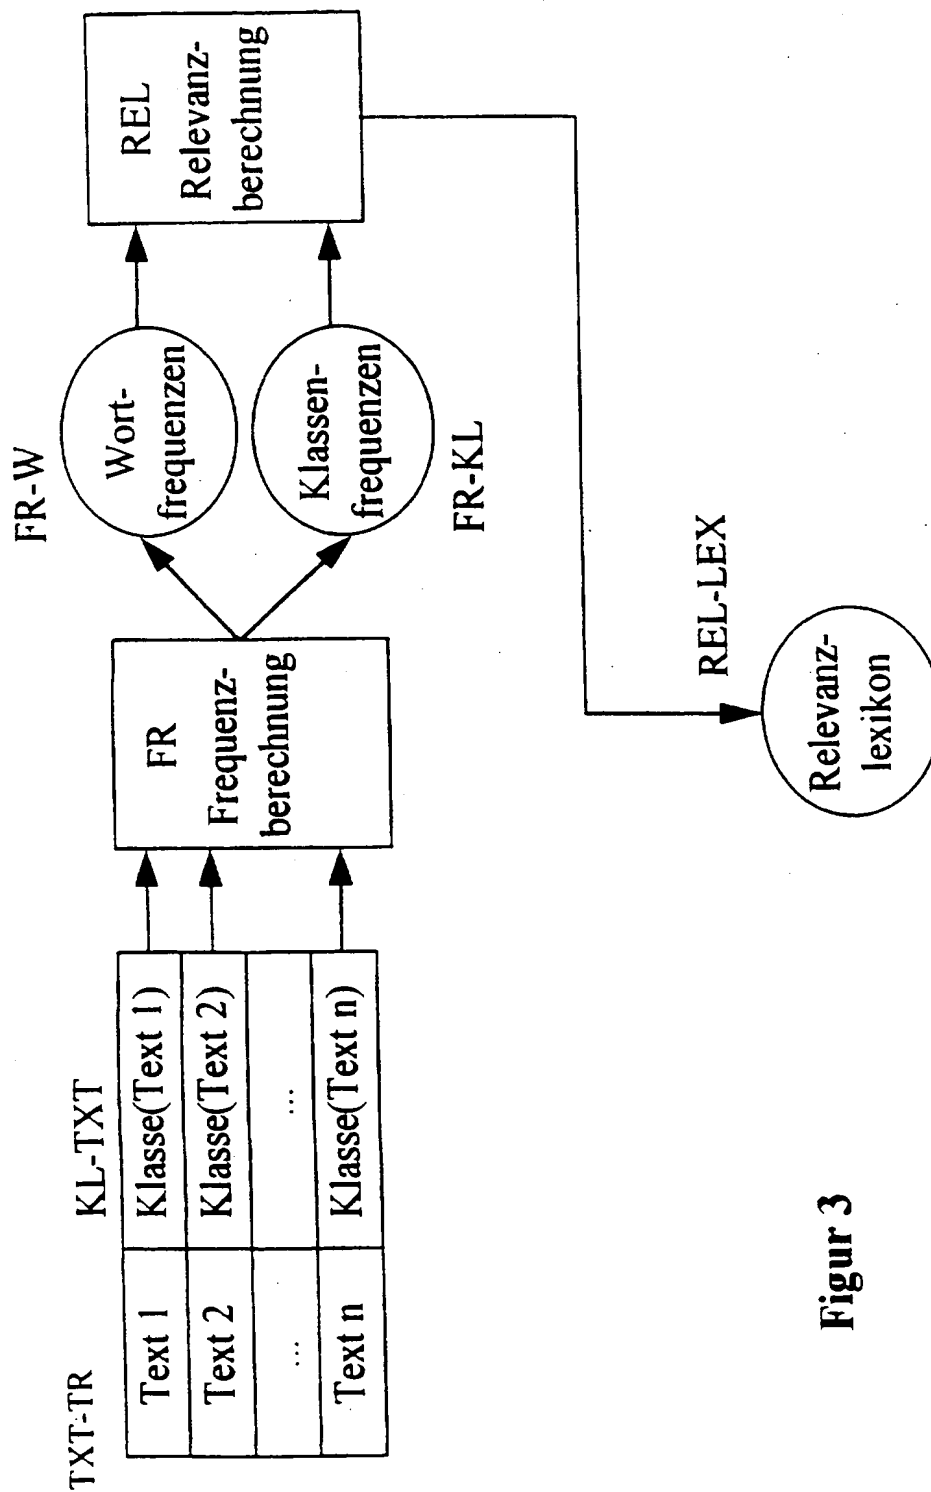 TXT-TR
KL-TXT
Text 1
Klasse(Text 1)
Text 2
Klasse(Text 2)
...
...
Text n
Klasse(Text n)
FR
Frequenz-
berechnung
FR-W
Wort-
frequenzen
Klassen-
frequenzen
FR-KL
REL
Relevanz-
berechnung
REL-LEX
Relevanz-
lexikon
Figur 3